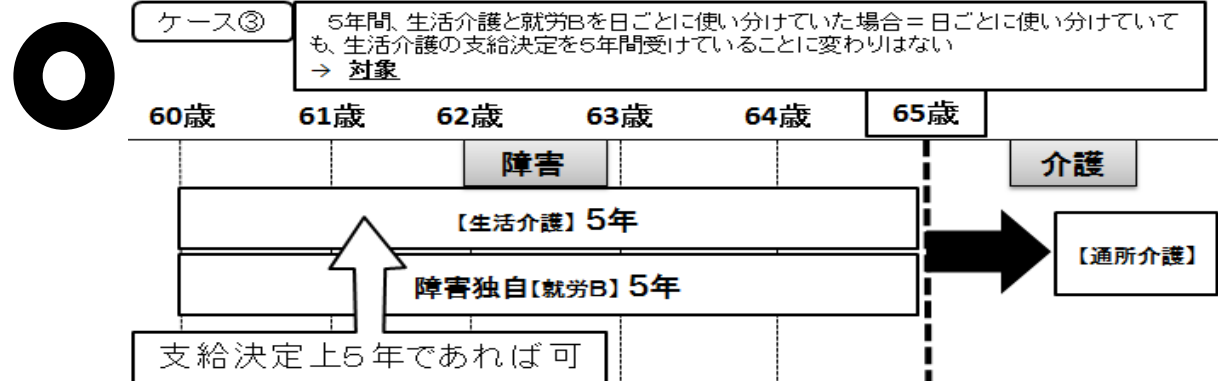 ケース③
5年間、生活介護と就労Bを日ごとに使い分けていた場合＝日ごとに使い分けていて
も、生活介護の支給決定を5年間受けていることに変わりはない
→ 対象
60歳 61歳 62歳 63歳 64歳 65歳
障害 介護
【生活介護】5年
【通所介護】
障害独自【就労B】5年
支給決定上5年であれば可